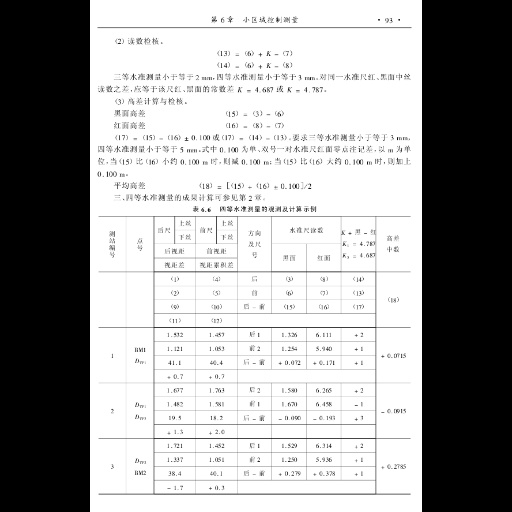 第 6 章 小区域控制测量 · 93 ·
(2) 读数检核。
(13) = (6) + K - (7)
(14) = (6) + K - (8)
三等水准测量小于等于 2 mm,四等水准测量小于等于 3 mm。对同一水准尺红、黑面中丝
读数之差,应等于该尺红、黑面的常数差 K = 4.687 或 K = 4.787。
(3) 高差计算与检核。
黑面高差 (15) = (3) - (6)
红面高差 (16) = (8) - (7)
(17) = (15) - (16) ± 0.100 或 (17) = (14) - (13),要求三等水准测量小于等于 3 mm,
四等水准测量小于等于 5 mm,式中 0.100 为单、双号一对水准尺红面零点注记差,以 m 为单
位,当(15) 比 (16) 小约 0.100 m 时,则减 0.100 m;当(15) 比(16) 大约 0.100 m 时,则加上
0.100 m。
平均高差 (18) = [(15) + (16) ± 0.100]/2
三、四等水准测量的成果计算可参见第 2 章。
表 6.6 四等水准测量的观测及计算示例
测站编号 点号 后尺 上丝 下丝 前尺 上丝 下丝 方向及尺号 水准尺读数 K + 黑 - 红 高差中数
K₁ = 4.787
K₂ = 4.687
后视距 前视距 黑面 红面
视距差 视距累积差
(1) (4) 后 (3) (8) (14)
(2) (5) 前 (6) (7) (13) (18)
(9) (10) 后 - 前 (15) (16) (17)
(11) (12)
1.532 1.457 后 1 1.326 6.111 + 2
1 BM1 1.121 1.053 前 2 1.254 5.940 + 1 + 0.0715
41.1 40.4 后 - 前 + 0.072 + 0.171 + 1
+ 0.7 + 0.7
1.677 1.763 后 2 1.580 6.265 + 2
2 1.482 1.581 前 1 1.670 6.458 - 1 - 0.0915
19.5 18.2 后 - 前 - 0.090 - 0.193 + 3
+ 1.3 + 2.0
1.721 1.452 后 1 1.529 6.314 + 2
3 1.337 1.051 前 2 1.250 5.936 + 1 + 0.2785
BM2 38.4 40.1 后 - 前 + 0.279 + 0.378 + 1
- 1.7 + 0.3